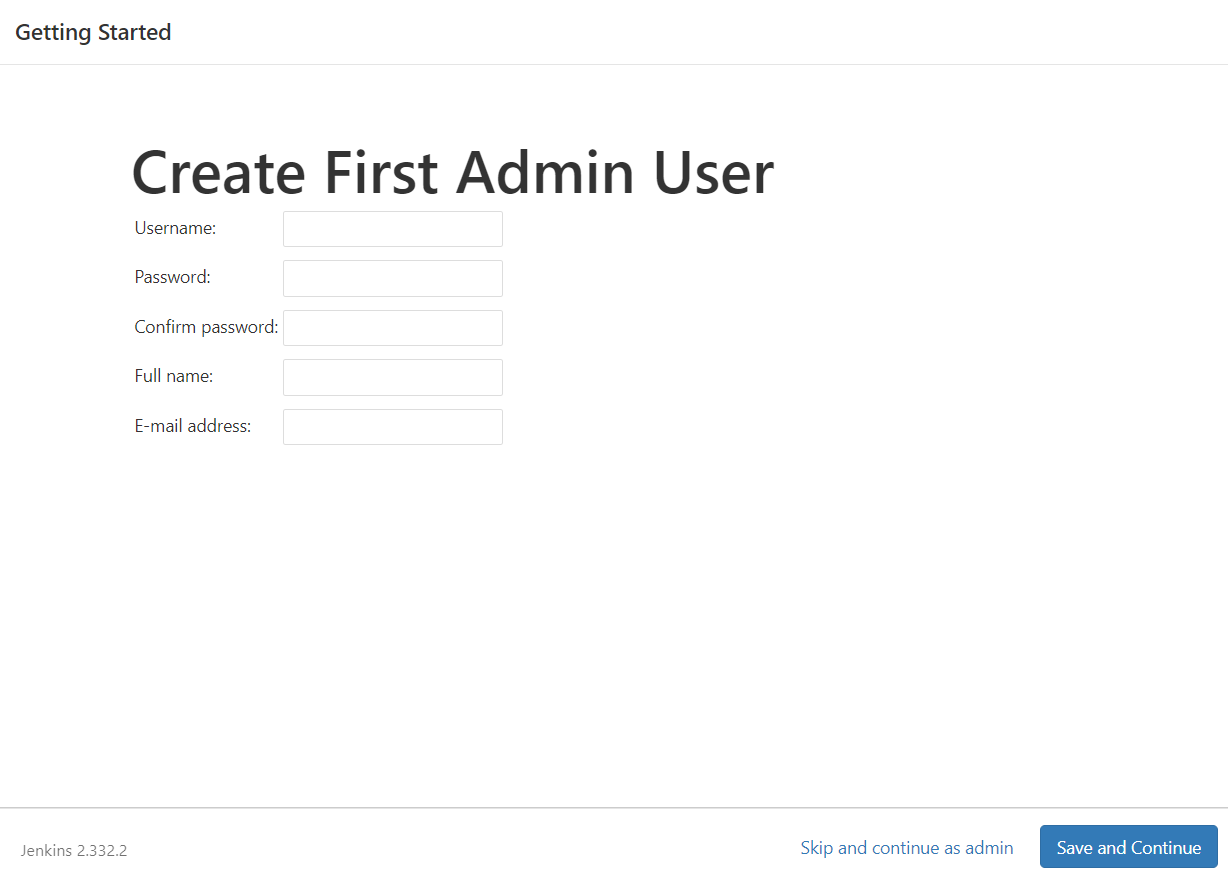 Getting Started
Create First Admin User
Username:
Password:
Confirm password:
Full name:
E-mail address:
Jenkins 2.332.2
Skip and continue as admin
Save and Continue